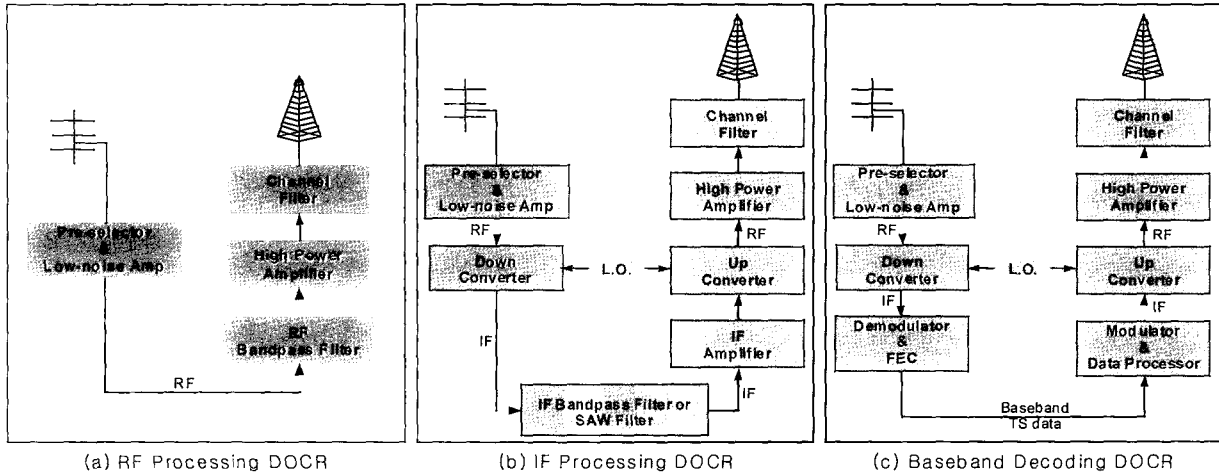 Pre-selector
&
Low-noise Amp
RF
RF
Bandpass Filter
High Power
Amplifier
Channel
Filter
(a) RF Processing DOCR
Pre-selector
&
Low-noise Amp
RF
Down
Converter
L.O.
IF
IF Bandpass Filter or
SAW Filter
IF
IF
Amplifier
Up
Converter
RF
High Power
Amplifier
Channel
Filter
(b) IF Processing DOCR
Pre-selector
&
Low-noise Amp
RF
Down
Converter
L.O.
IF
Demodulator
&
FEC
Baseband
TS data
Modulator
&
Data Processor
IF
Up
Converter
RF
High Power
Amplifier
Channel
Filter
(c) Baseband Decoding DOCR